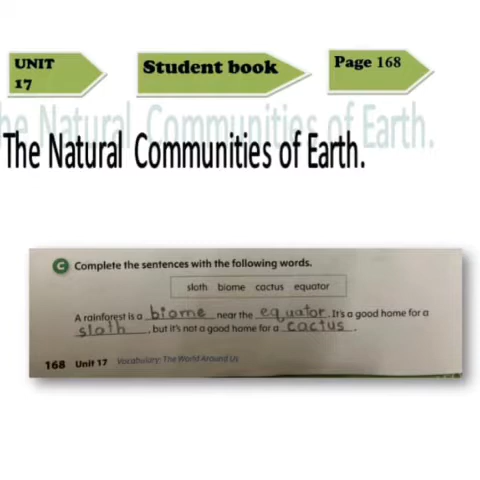 UNIT
17
Student book
Page 168
The Natural Communities of Earth.
The Natural Communities of Earth.
C Complete the sentences with the following words.
sloth biome cactus equator
A rainforest is a biome near the equator. It's a good home for a
sloth, but it's not a good home for a cactus.
168 Unit 17 Vocabulary: The World Around Us